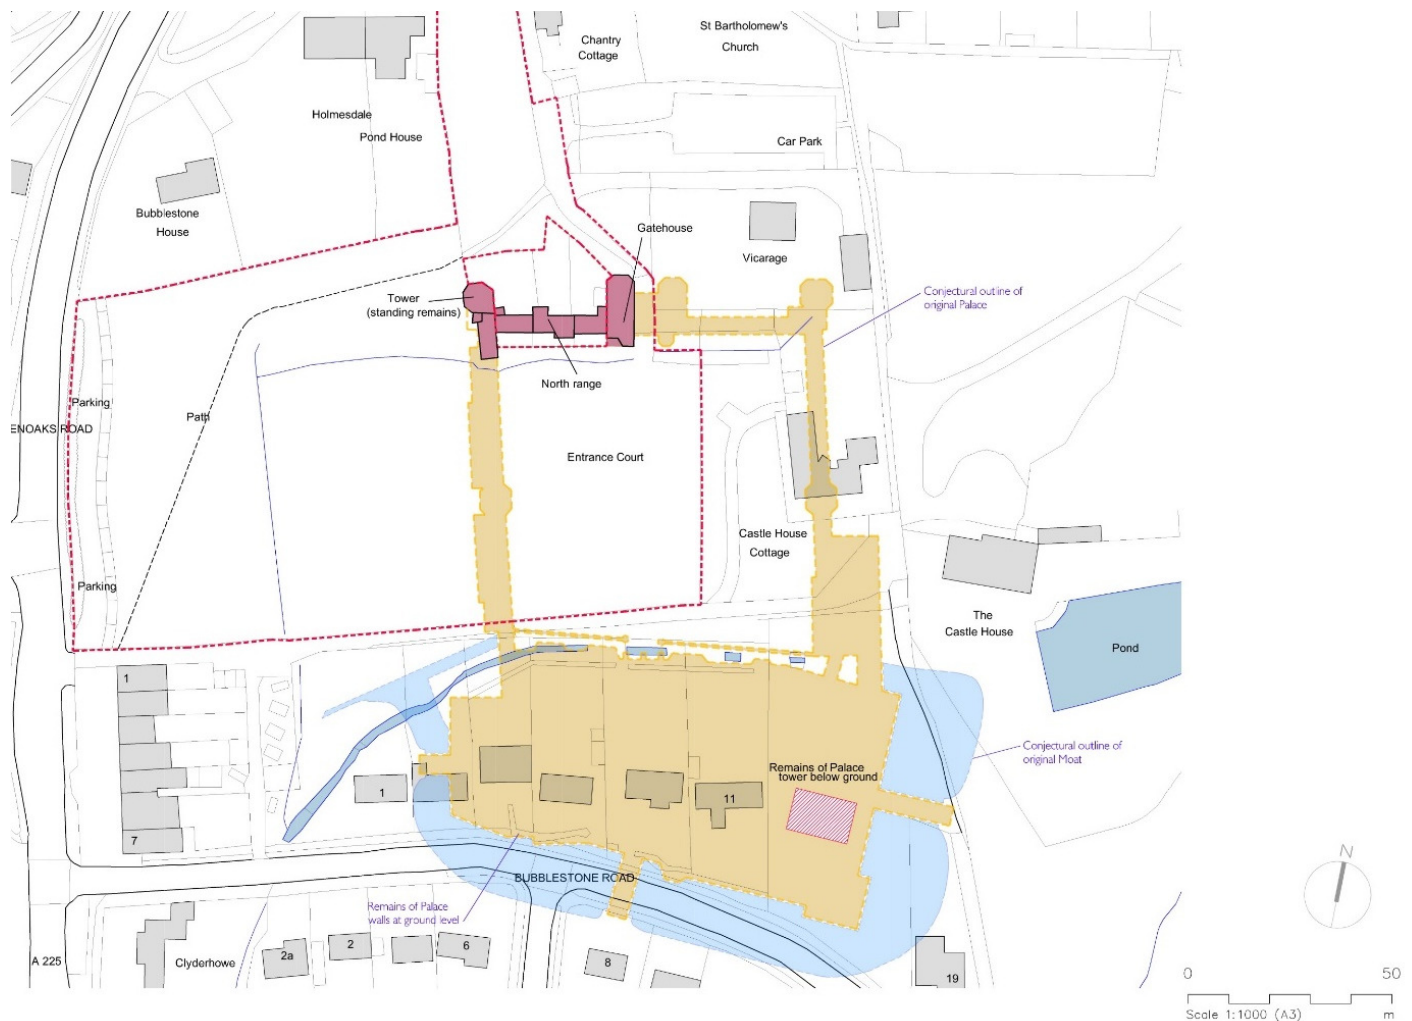 St Bartholomew's
Church
Chantry
Cottage
Holmesdale
Pond House
Car Park
Bubblestone
House
Gatehouse
Vicarage
Tower
(standing remains)
Conjectural outline of
original Palace
North range
Parking
Path
ENOAKS ROAD
Entrance Court
Castle House
Cottage
Parking
The
Castle House
Pond
1
Conjectural outline of
original Moat
Remains of Palace
tower below ground
1
11
7
BUBBLESTONE ROAD
Remains of Palace
walls at ground level
N
A 225
Clyderhowe
2a
2
6
8
19
0 50
Scale 1:1000 (A3) m